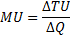 MU = ΔTU / ΔQ